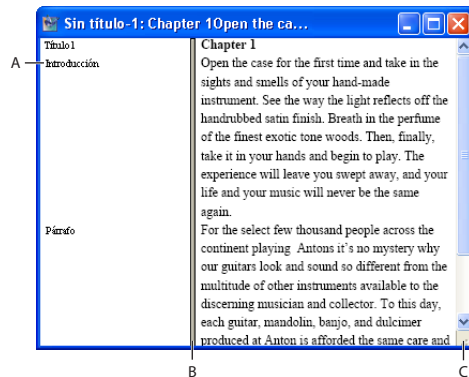 Sin título-1: Chapter 1Open the ca...
Título1
Chapter 1
A
Introducción
Open the case for the first time and take in the
sights and smells of your hand-made
instrument. See the way the light reflects off the
handrubbed satin finish. Breath in the perfume
of the finest exotic tone woods. Then, finally,
take it in your hands and begin to play. The
experience will leave you swept away, and your
life and your music will never be the same
again.
Párrafo
For the select few thousand people across the
continent playing Antons it's no mystery why
our guitars look and sound so different from the
multitude of other instruments available to the
discerning musician and collector. To this day,
each guitar, mandolin, banjo, and dulcimer
produced at Anton is afforded the same care and
B
C